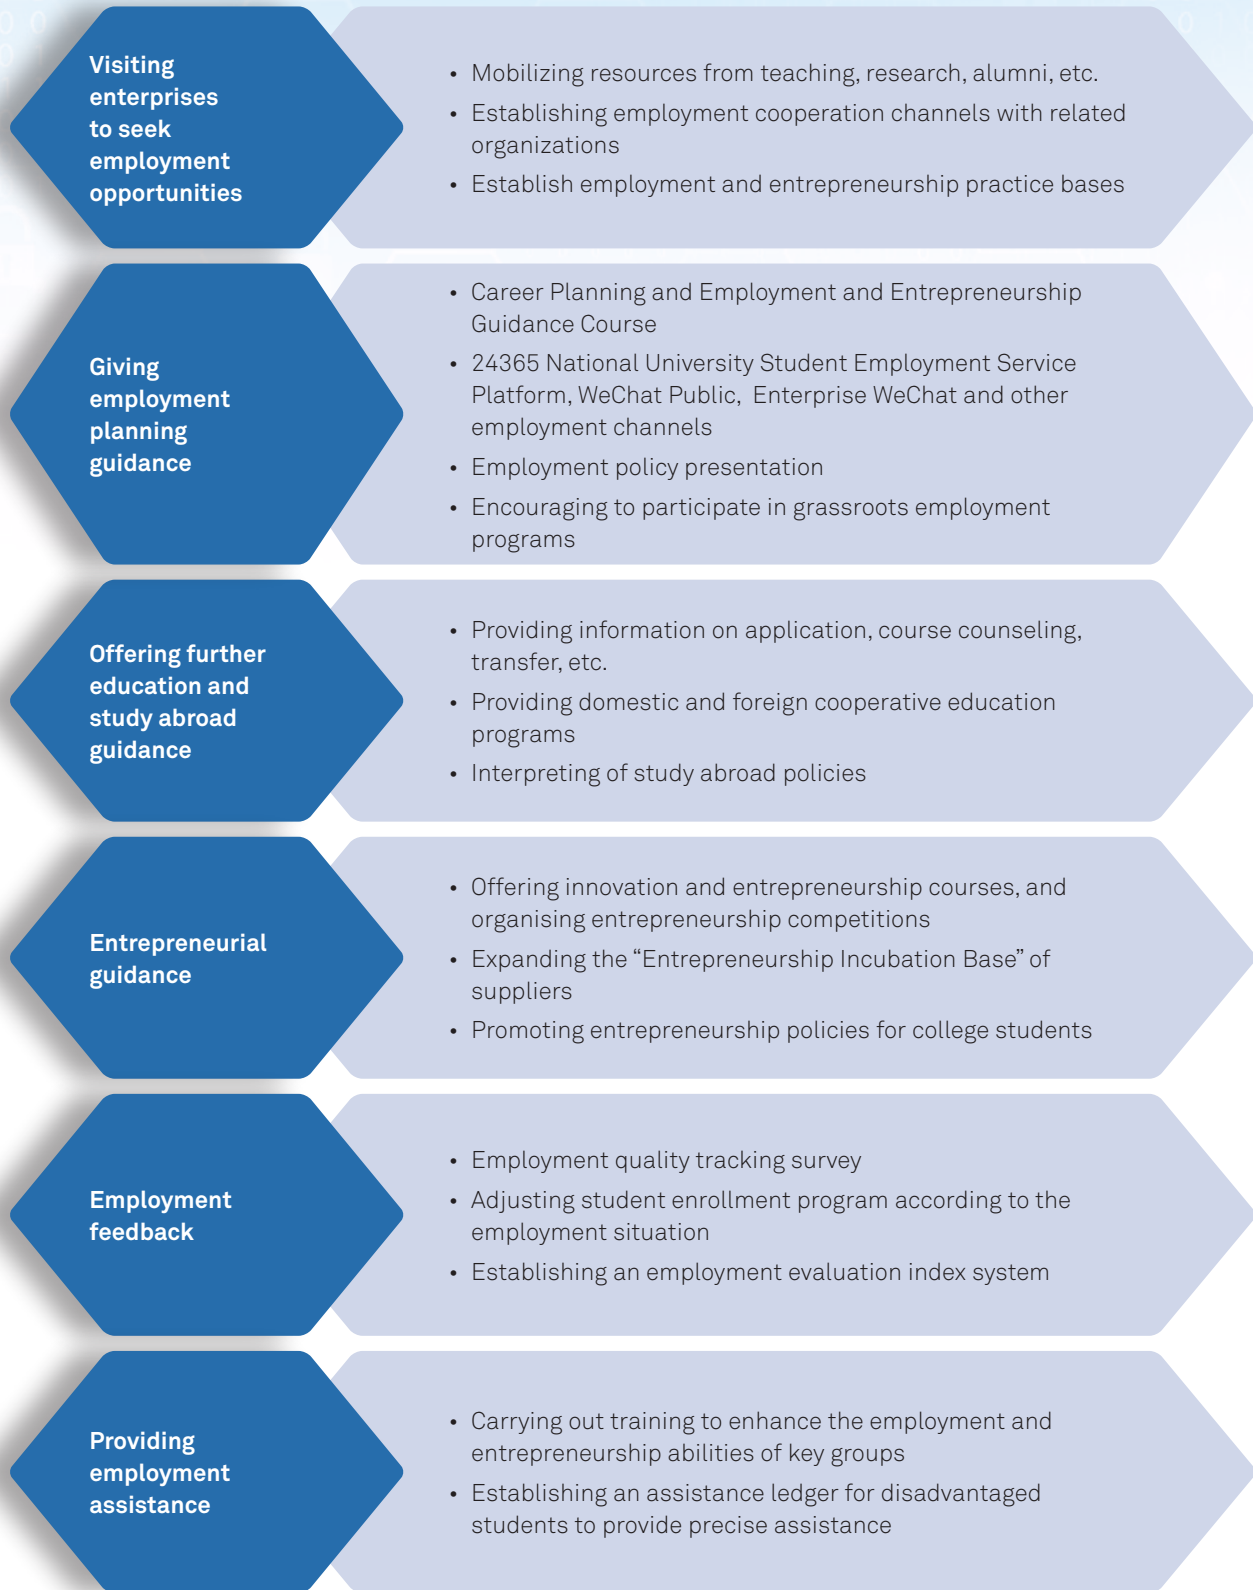 Visiting
enterprises
to seek
employment
opportunities
• Mobilizing resources from teaching, research, alumni, etc.
• Establishing employment cooperation channels with related
organizations
• Establish employment and entrepreneurship practice bases
Giving
employment
planning
guidance
• Career Planning and Employment and Entrepreneurship
Guidance Course
• 24365 National University Student Employment Service
Platform, WeChat Public, Enterprise WeChat and other
employment channels
• Employment policy presentation
• Encouraging to participate in grassroots employment
programs
Offering further
education and
study abroad
guidance
• Providing information on application, course counseling,
transfer, etc.
• Providing domestic and foreign cooperative education
programs
• Interpreting of study abroad policies
Entrepreneurial
guidance
• Offering innovation and entrepreneurship courses, and
organising entrepreneurship competitions
• Expanding the “Entrepreneurship Incubation Base” of
suppliers
• Promoting entrepreneurship policies for college students
Employment
feedback
• Employment quality tracking survey
• Adjusting student enrollment program according to the
employment situation
• Establishing an employment evaluation index system
Providing
employment
assistance
• Carrying out training to enhance the employment and
entrepreneurship abilities of key groups
• Establishing an assistance ledger for disadvantaged
students to provide precise assistance